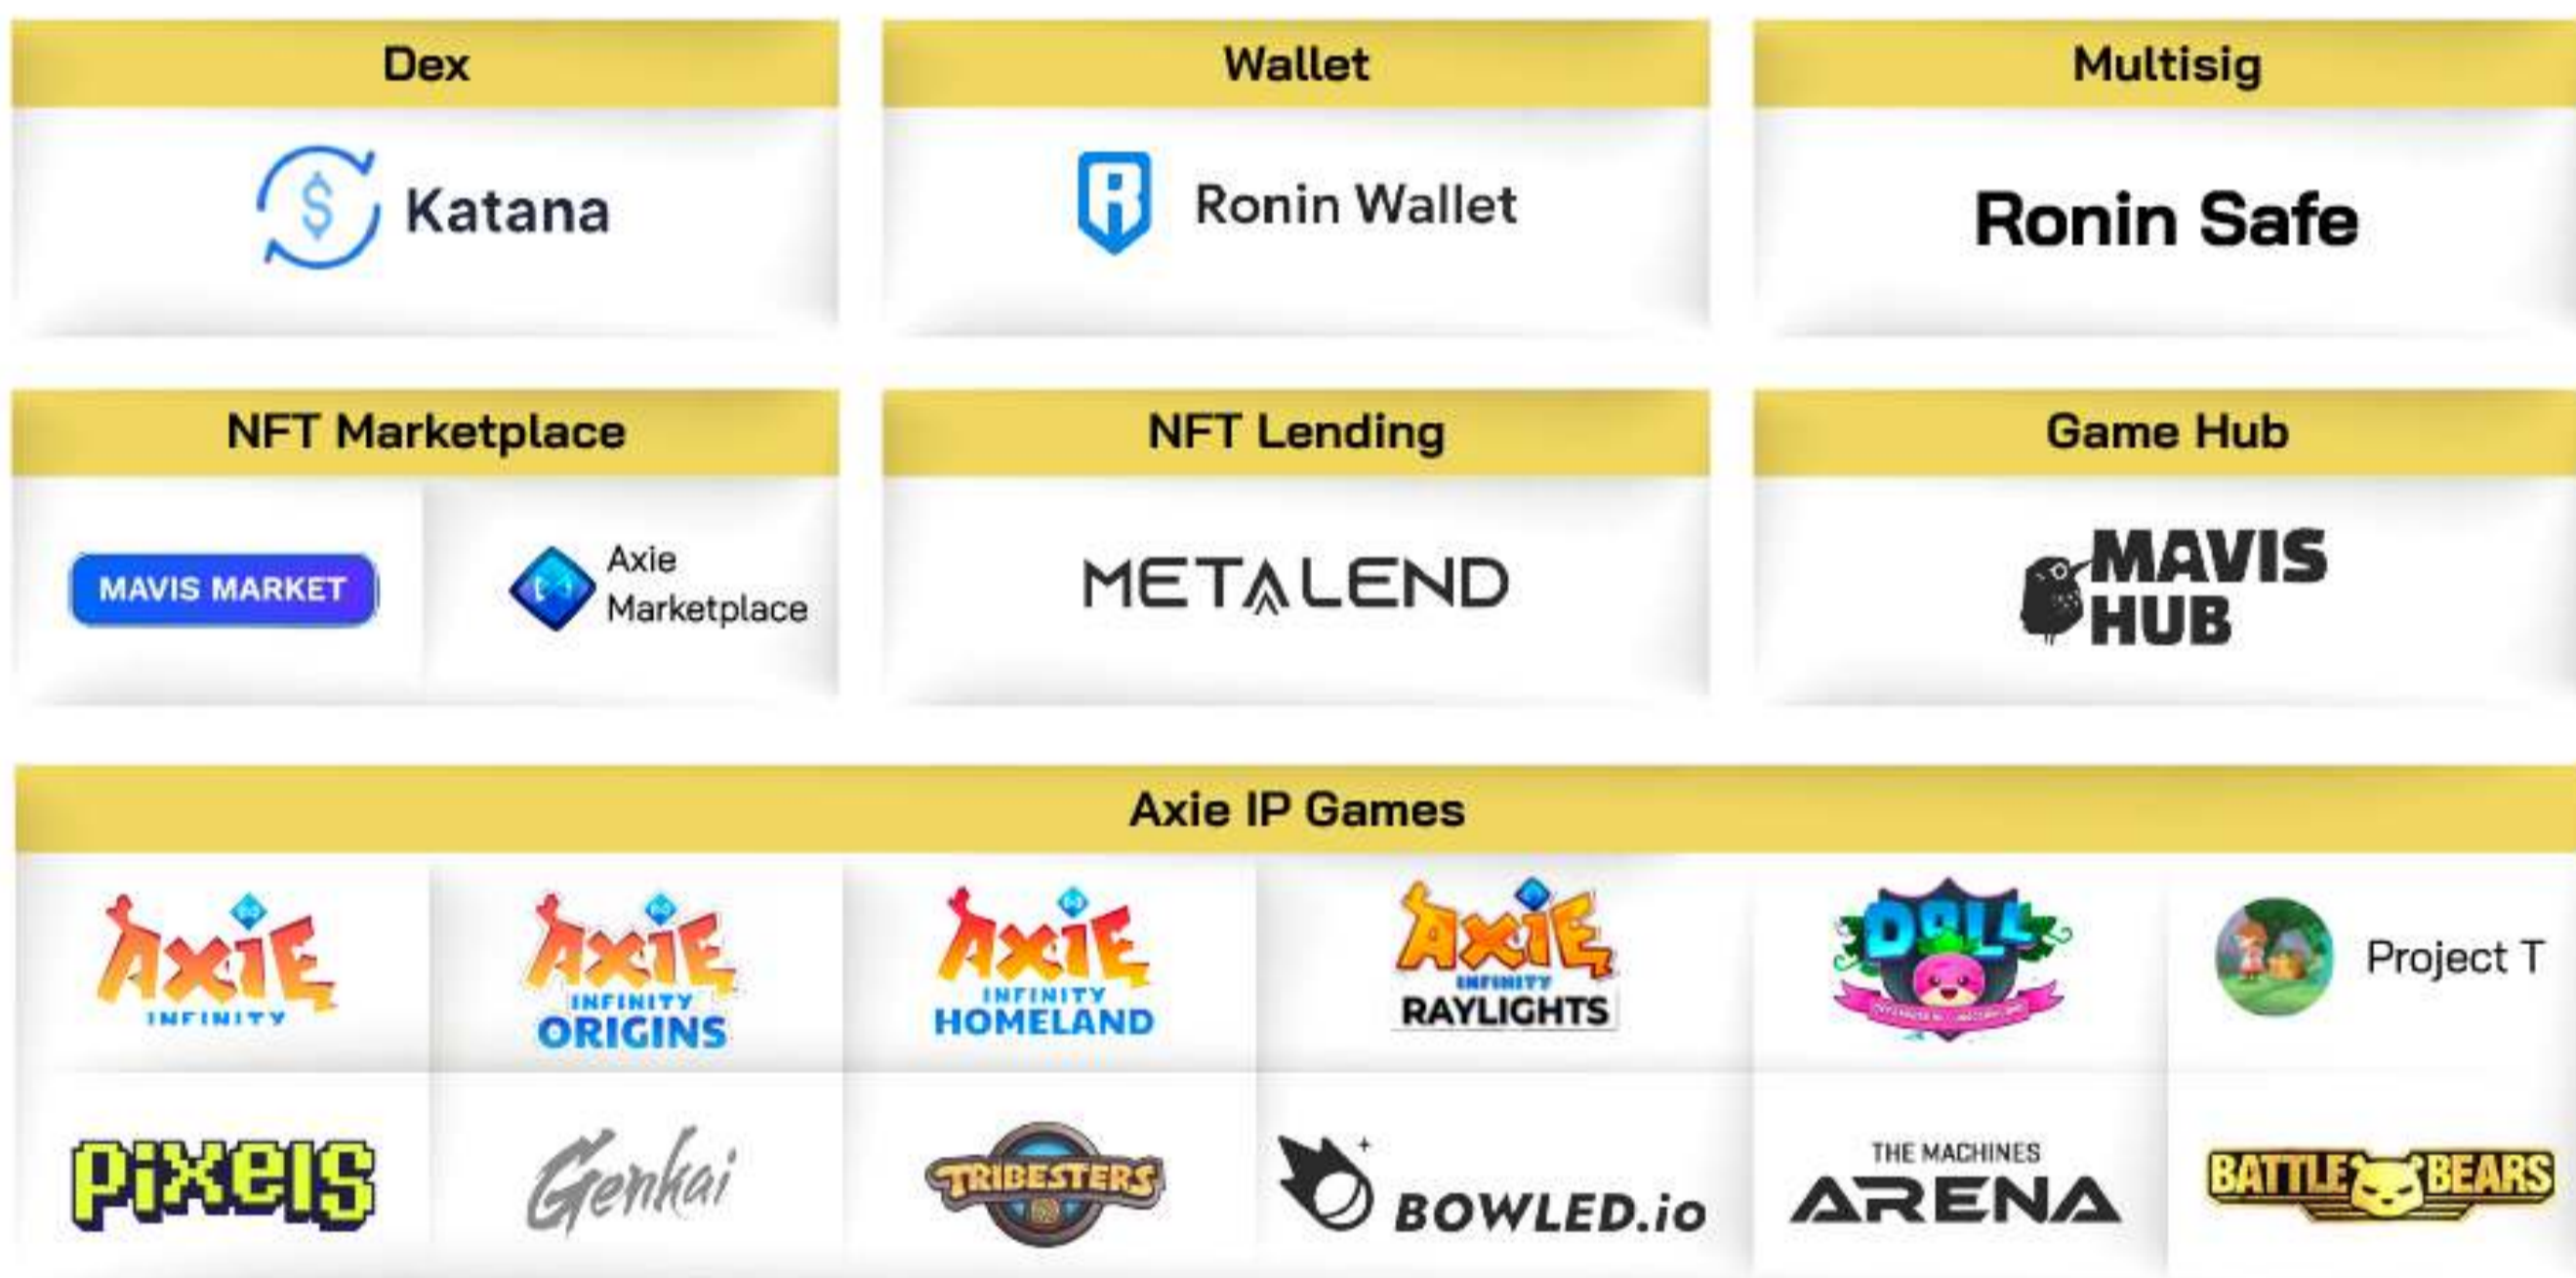 Dex
Wallet
Multisig
Katana
Ronin Wallet
Ronin Safe
NFT Marketplace
NFT Lending
Game Hub
MAVIS MARKET
Axie
Marketplace
METALEND
MAVIS
HUB
Axie IP Games
AXIE
INFINITY
AXIE
INFINITY
ORIGINS
AXIE
INFINITY
HOMELAND
AXIE
INFINITY
RAYLIGHTS
DQLL
Project T
pixels
Genkai
TRIBESTERS
BOWLED.io
THE MACHINES
ARENA
BATTLE BEARS